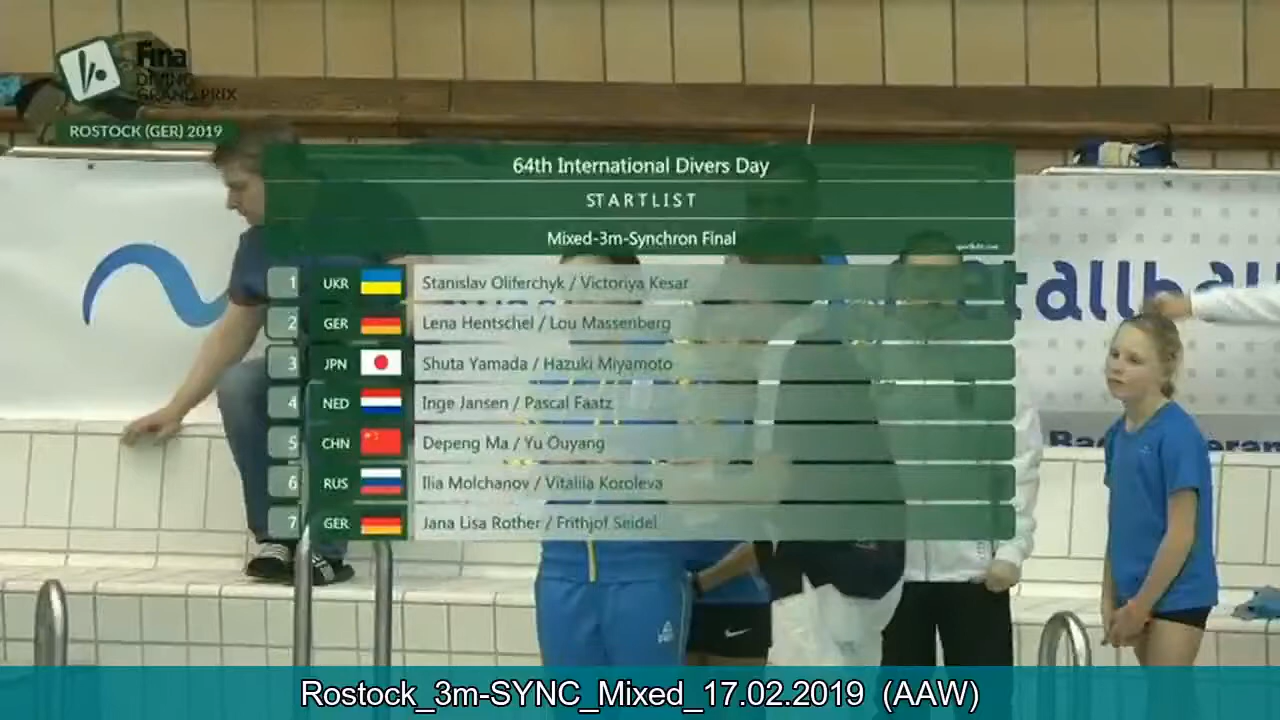 Fina
DIVING
GRAND PRIX
ROSTOCK (GER) 2019
64th International Divers Day
STARTLIST
Mixed-3m-Synchron Final
1 UKR Stanislav Oliferchyk / Victoriya Kesar
2 GER Lena Hentschel / Lou Massenberg
3 JPN Shuta Yamada / Hazuki Miyamoto
4 NED Inge Jansen / Pascal Faatz
5 CHN Depeng Ma / Yu Ouyang
6 RUS Ilia Molchanov / Vitaliia Koroleva
7 GER Jana Lisa Rother / Frithjof Seidel
Rostock_3m-SYNC_Mixed_17.02.2019 (AAW)